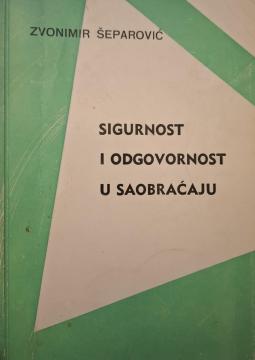 ZVONIMIR ŠEPAROVIĆ
SIGURNOST
I ODGOVORNOST
U SAOBRAĆAJU